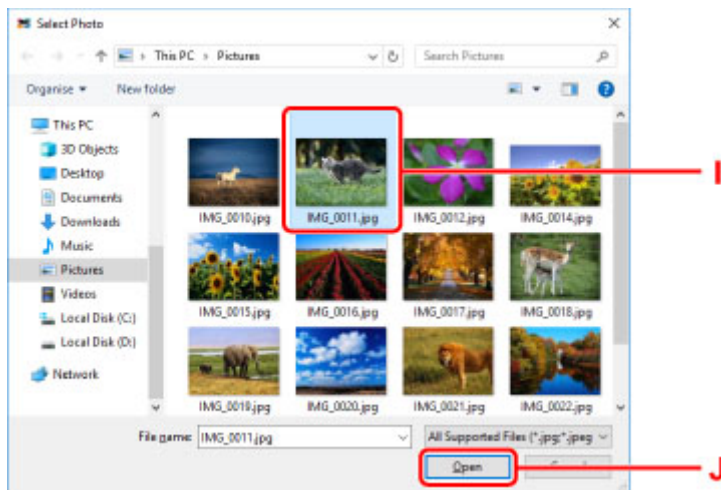 Select Photo
This PC > Pictures
Search Pictures
Organise
New folder
This PC
3D Objects
Desktop
Documents
Downloads
Music
Pictures
Videos
Local Disk (C:)
Local Disk (D:)
Network
IMG_0010.jpg IMG_0011.jpg IMG_0012.jpg IMG_0014.jpg
IMG_0015.jpg IMG_0016.jpg IMG_0017.jpg IMG_0018.jpg
IMG_0019.jpg IMG_0020.jpg IMG_0021.jpg IMG_0022.jpg
I
File name: IMG_0011.jpg
All Supported Files (*.jpg;*.jpeg
Open
J